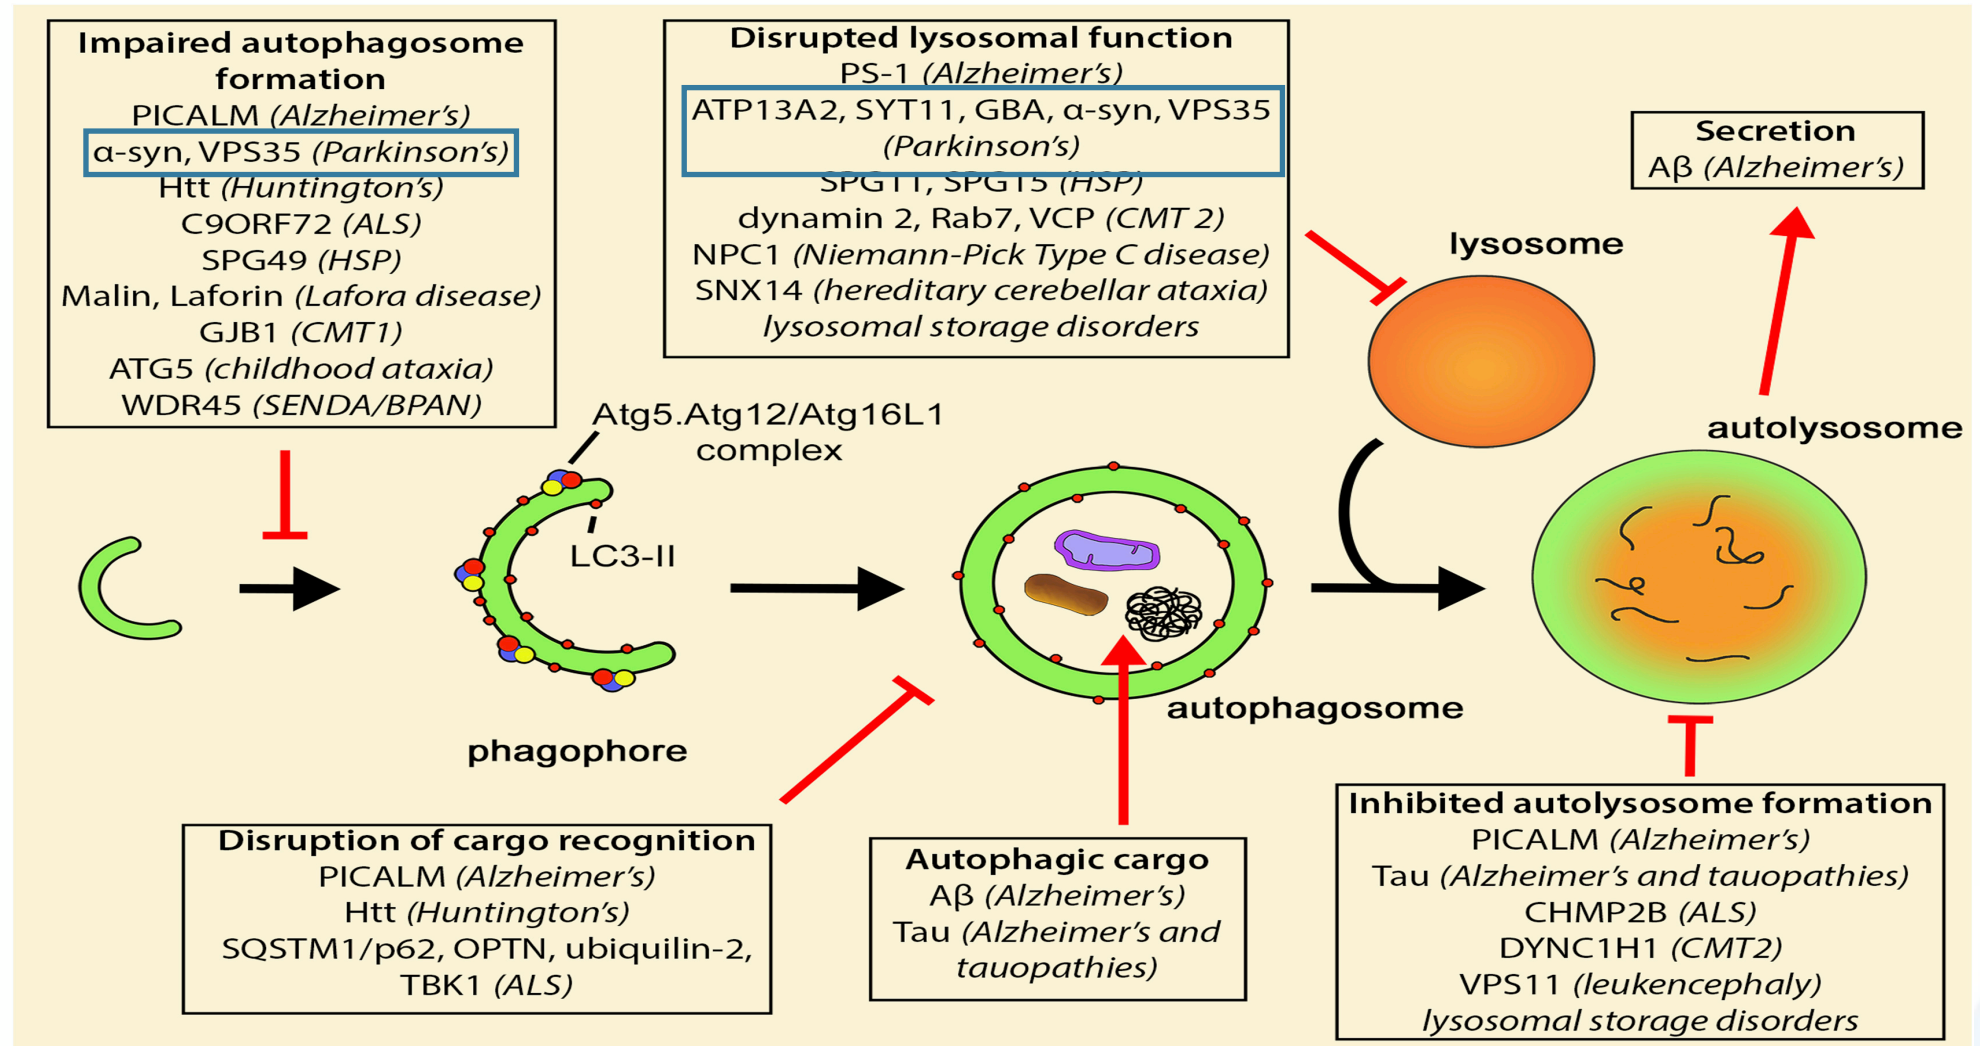 Impaired autophagosome
formation
PICALM (Alzheimer's)
α-syn, VPS35 (Parkinson's)
Htt (Huntington's)
C9ORF72 (ALS)
SPG49 (HSP)
Malin, Laforin (Lafora disease)
GJB1 (CMT1)
ATG5 (childhood ataxia)
WDR45 (SENDA/BPAN)
Disrupted lysosomal function
PS-1 (Alzheimer's)
ATP13A2, SYT11, GBA, α-syn, VPS35
(Parkinson's)
SPG11, SPG15 (HSP)
dynamin 2, Rab7, VCP (CMT 2)
NPC1 (Niemann-Pick Type C disease)
SNX14 (hereditary cerebellar ataxia)
lysosomal storage disorders
Secretion
Aβ (Alzheimer's)
lysosome
autolysosome
Atg5.Atg12/Atg16L1
complex
LC3-II
phagophore
autophagosome
Disruption of cargo recognition
PICALM (Alzheimer's)
Htt (Huntington's)
SQSTM1/p62, OPTN, ubiquilin-2,
TBK1 (ALS)
Autophagic cargo
Aβ (Alzheimer's)
Tau (Alzheimer's and
tauopathies)
Inhibited autolysosome formation
PICALM (Alzheimer's)
Tau (Alzheimer's and tauopathies)
CHMP2B (ALS)
DYNC1H1 (CMT2)
VPS11 (leukencephaly)
lysosomal storage disorders